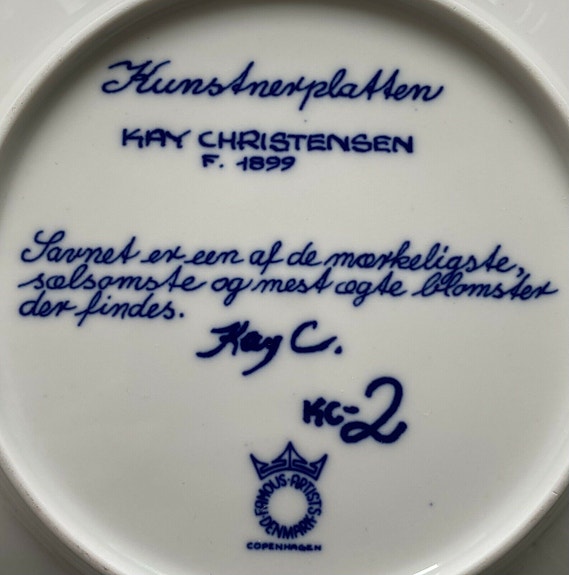 Kunstnerplatten
KAY CHRISTENSEN
F. 1899
Savnet er een af de mærkeligste,
sælsomste og mest ægte blomster
der findes.
Kay C.
KC-2
FAMOUS·ARTISTS·DENMARK·
COPENHAGEN